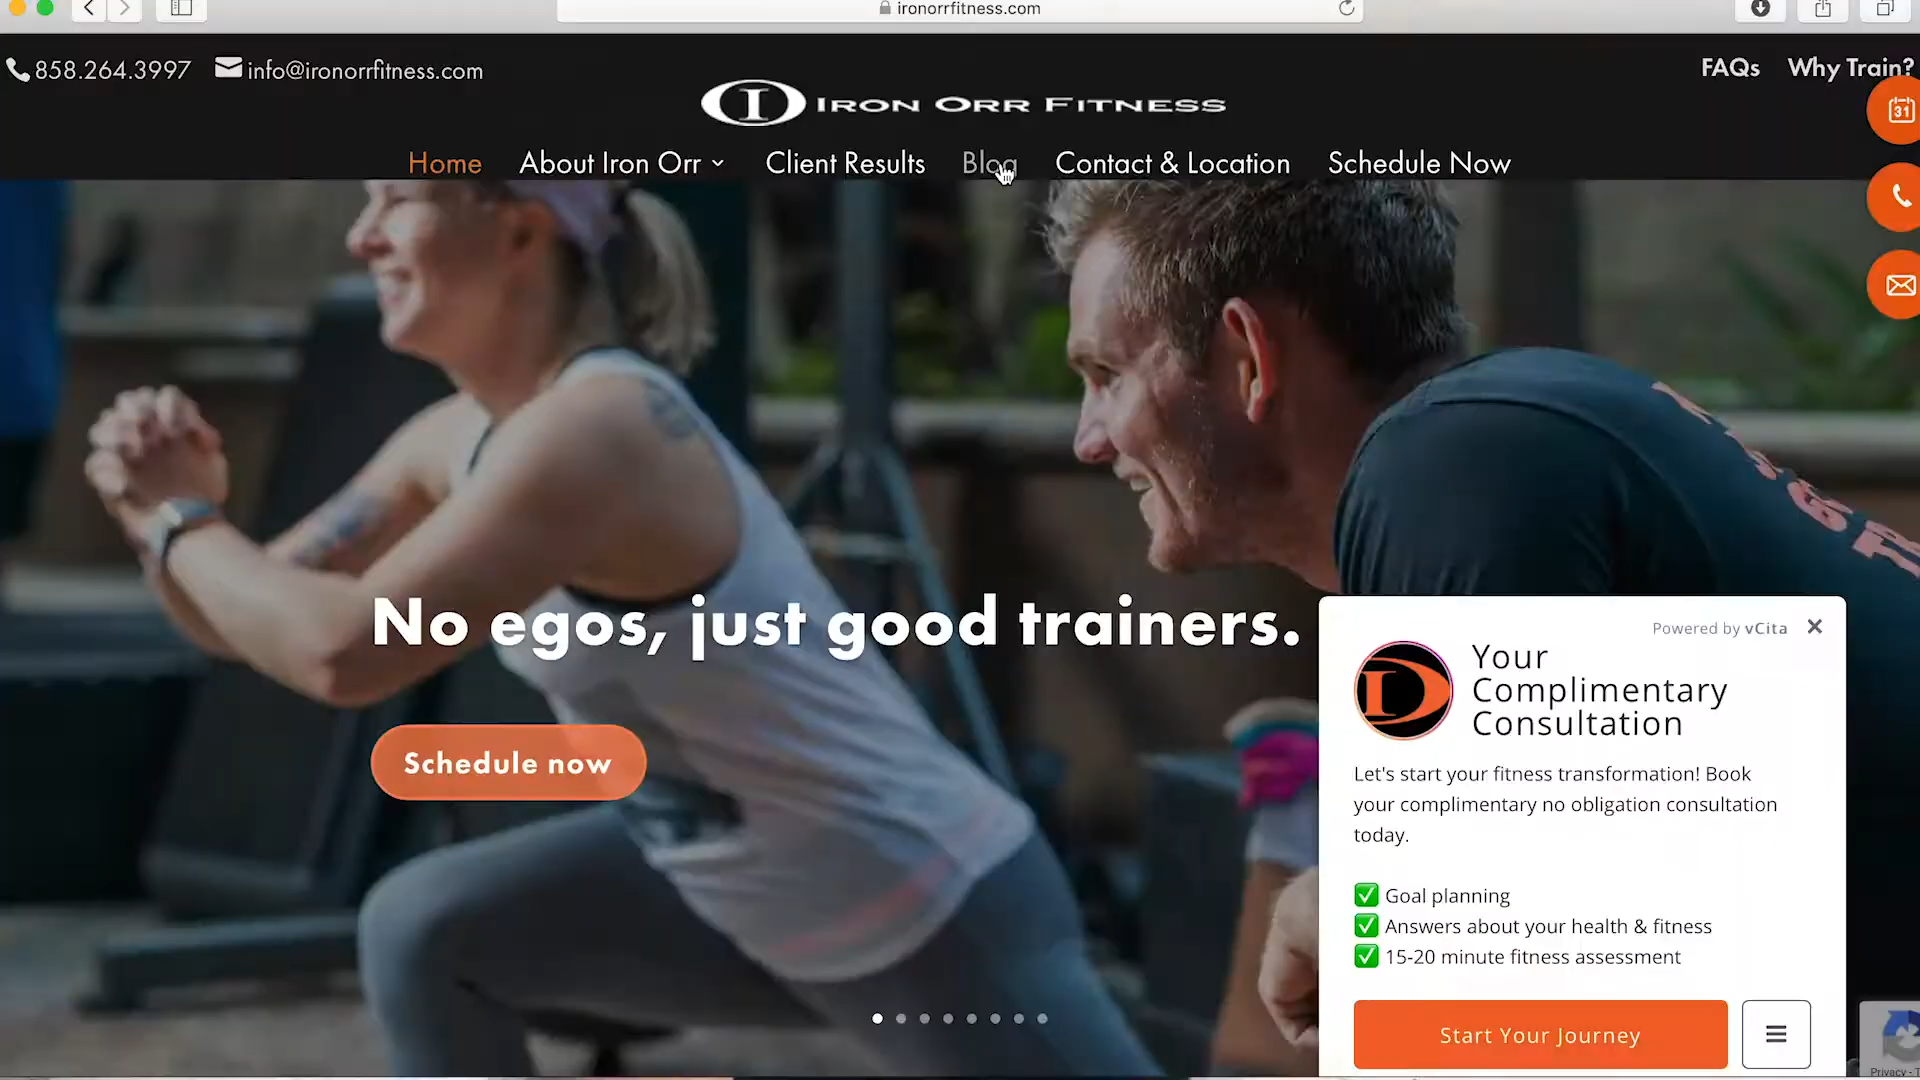 ironorrfitness.com
858.264.3997 info@ironorrfitness.com
FAQs Why Train?
31
IRON ORR FITNESS
Home About Iron Orr Client Results Blog Contact & Location Schedule Now
No egos, just good trainers.
Schedule now
Powered by vCita
Your
Complimentary
Consultation
Let's start your fitness transformation! Book
your complimentary no obligation consultation
today.
Goal planning
Answers about your health & fitness
15-20 minute fitness assessment
Start Your Journey
Privacy -